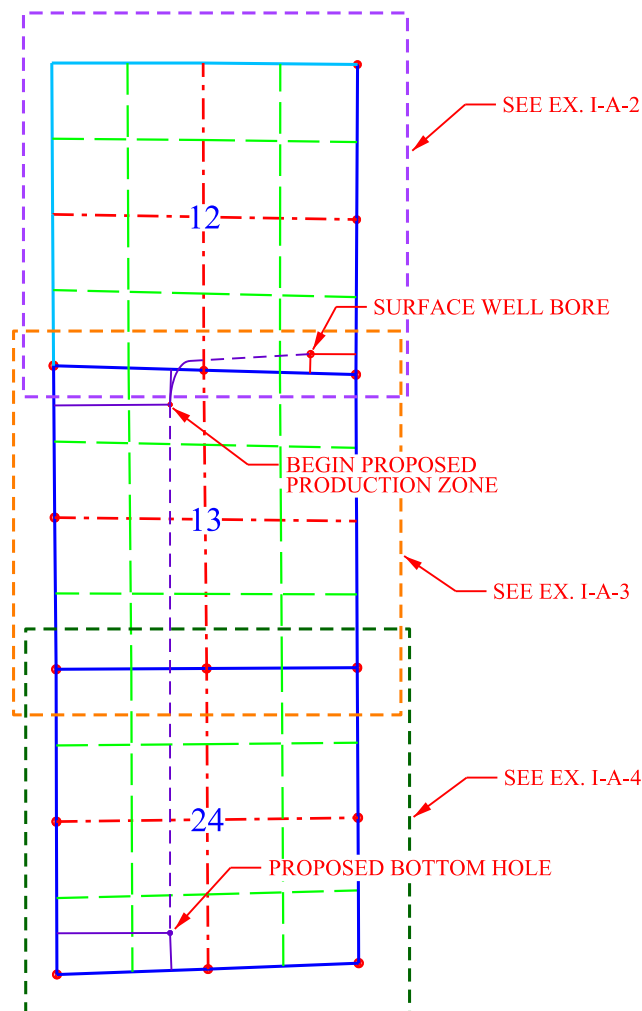 SEE EX. I-A-2
12
SURFACE WELL BORE
BEGIN PROPOSED
PRODUCTION ZONE
13
SEE EX. I-A-3
SEE EX. I-A-4
24
PROPOSED BOTTOM HOLE